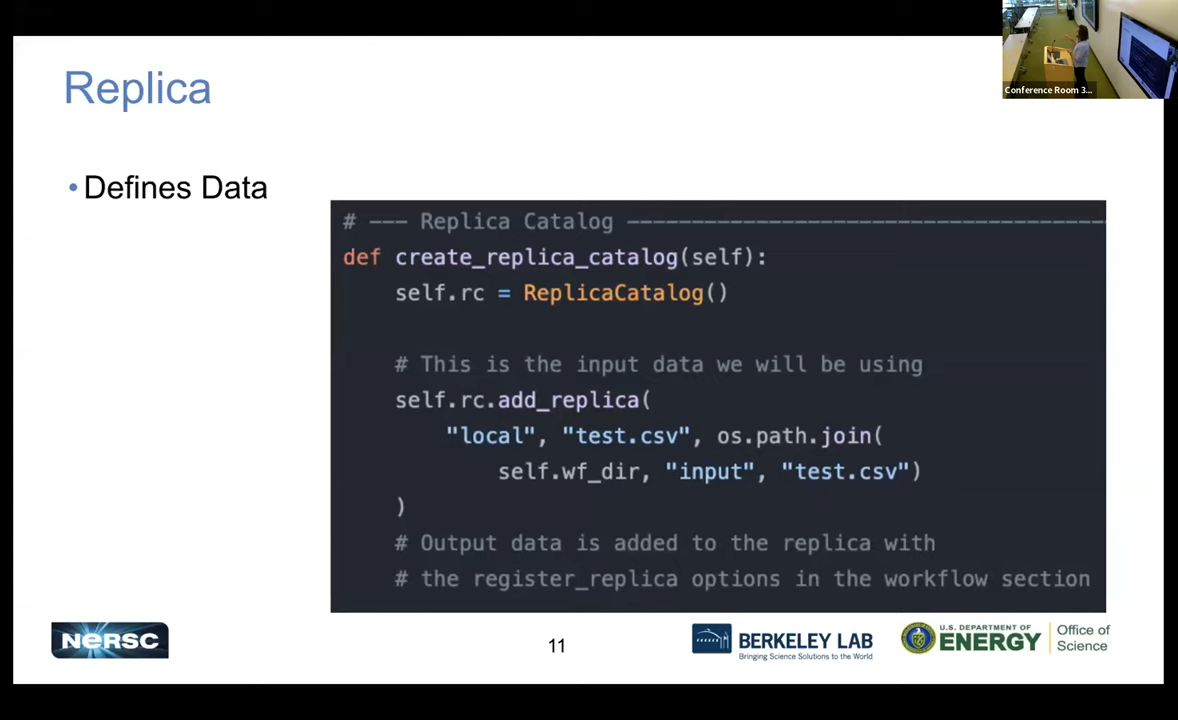 Conference Room 3...
Replica
• Defines Data
# --- Replica Catalog -------------------------------------
def create_replica_catalog(self):
    self.rc = ReplicaCatalog()
    # This is the input data we will be using
    self.rc.add_replica(
        "local", "test.csv", os.path.join(
            self.wf_dir, "input", "test.csv")
    )
    # Output data is added to the replica with
    # the register_replica options in the workflow section
NERSC
11
BERKELEY LAB
Bringing Science Solutions to the World
U.S. DEPARTMENT OF
ENERGY
Office of
Science